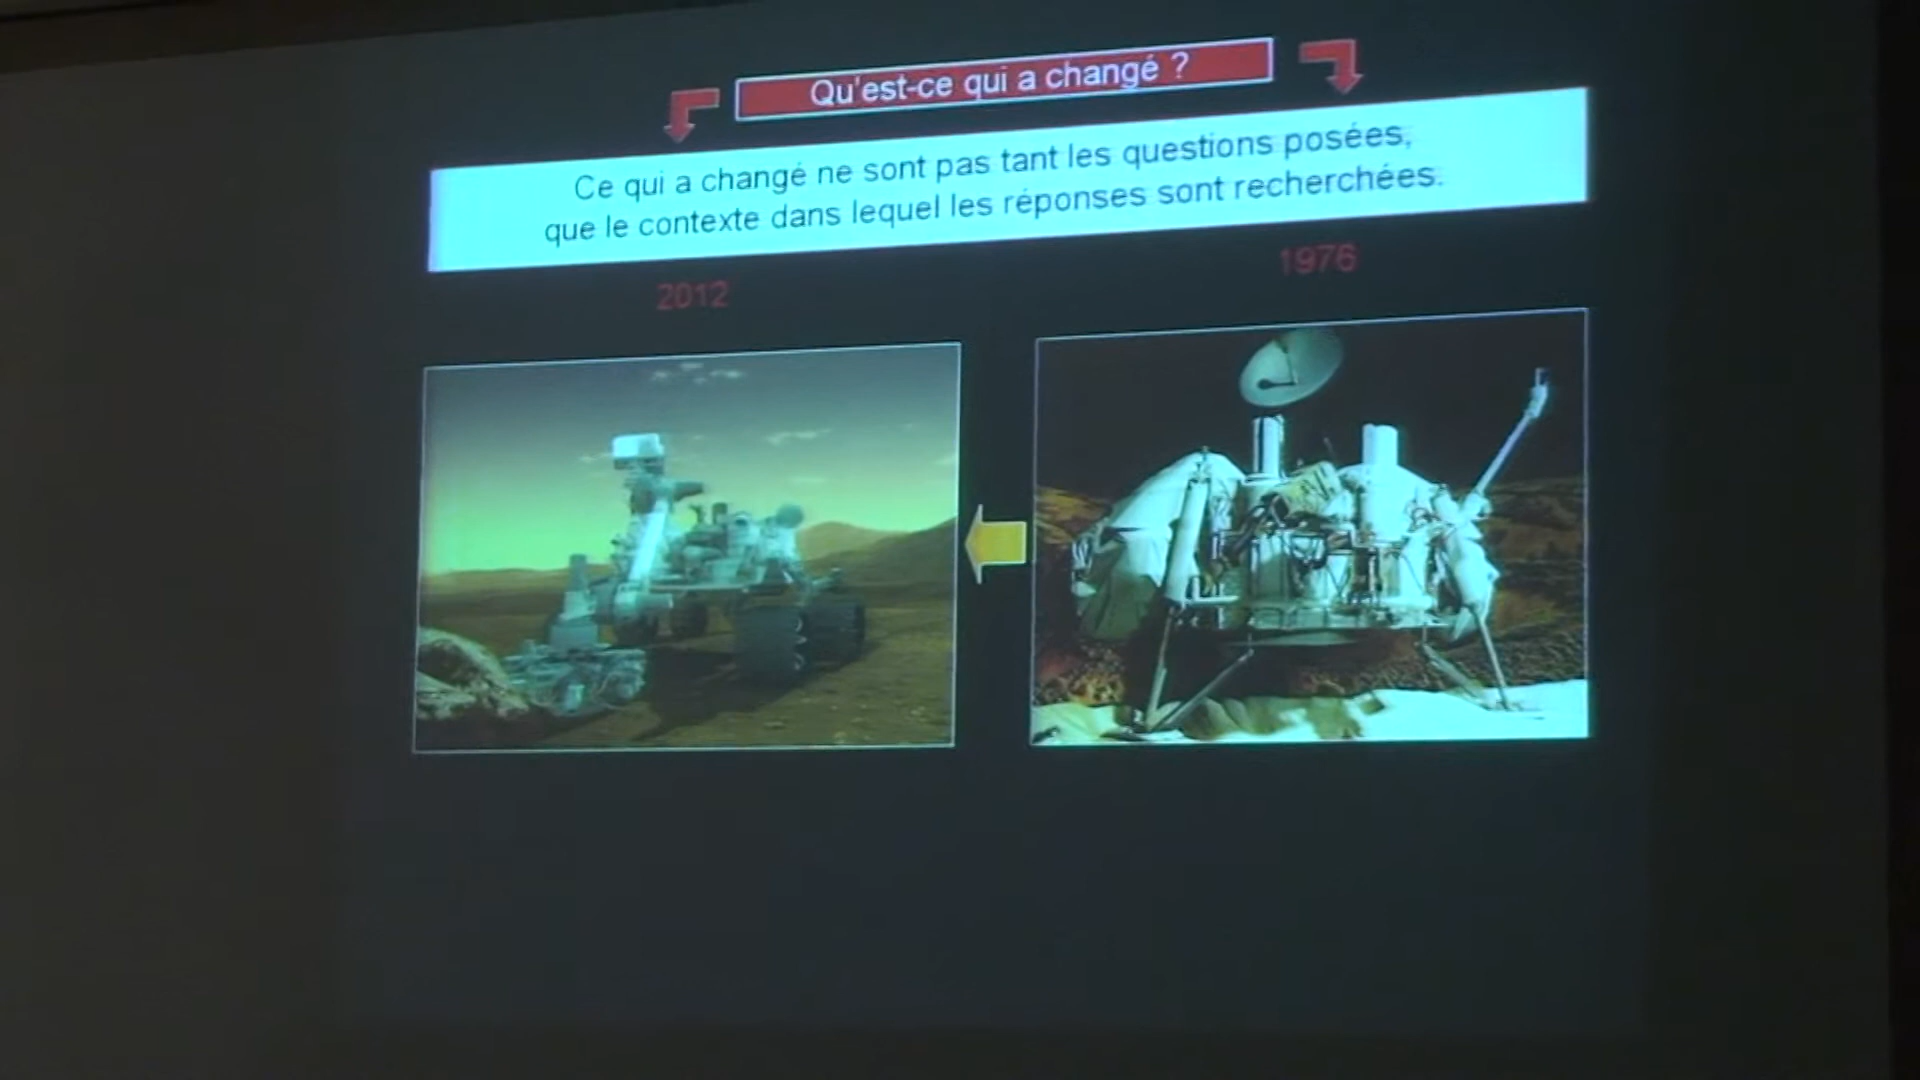 Qu'est-ce qui a changé ?
Ce qui a changé ne sont pas tant les questions posées,
que le contexte dans lequel les réponses sont recherchées.
2012
1976